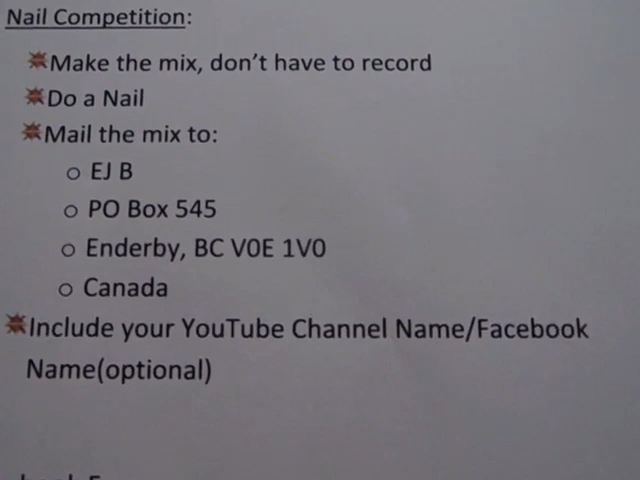 Nail Competition:
Make the mix, don't have to record
Do a Nail
Mail the mix to:
EJ B
PO Box 545
Enderby, BC V0E 1V0
Canada
Include your YouTube Channel Name/Facebook
Name(optional)